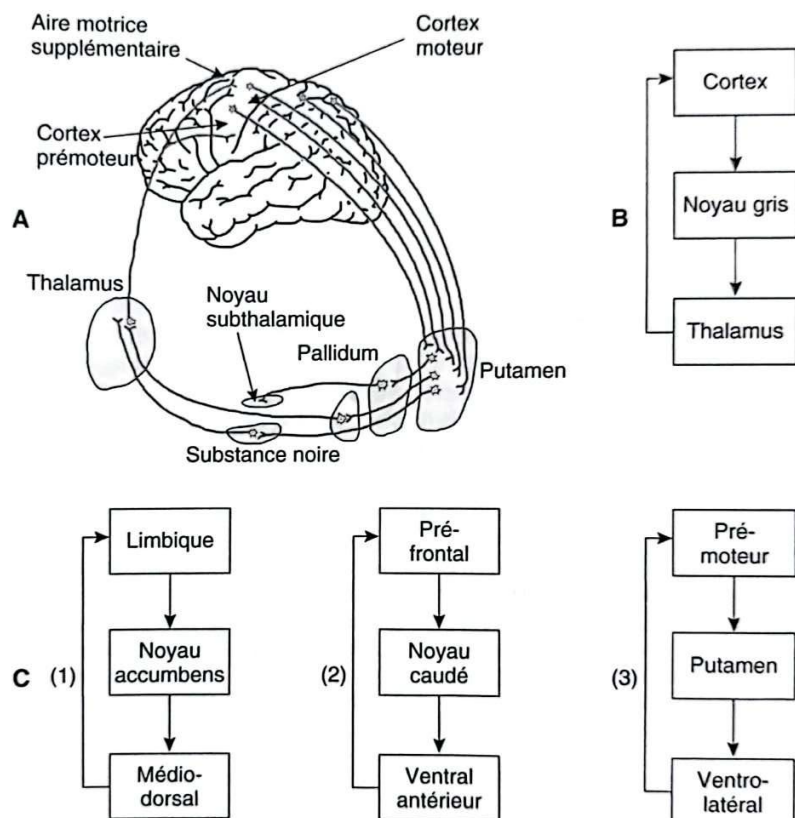 Aire motrice
supplémentaire
Cortex
moteur
Cortex
prémoteur
A
Thalamus
Noyau
subthalamique
Pallidum
Putamen
Substance noire
B
Cortex
Noyau gris
Thalamus
C
(1)
Limbique
Noyau
accumbens
Médio-
dorsal
(2)
Pré-
frontal
Noyau
caudé
Ventral
antérieur
(3)
Pré-
moteur
Putamen
Ventro-
latéral